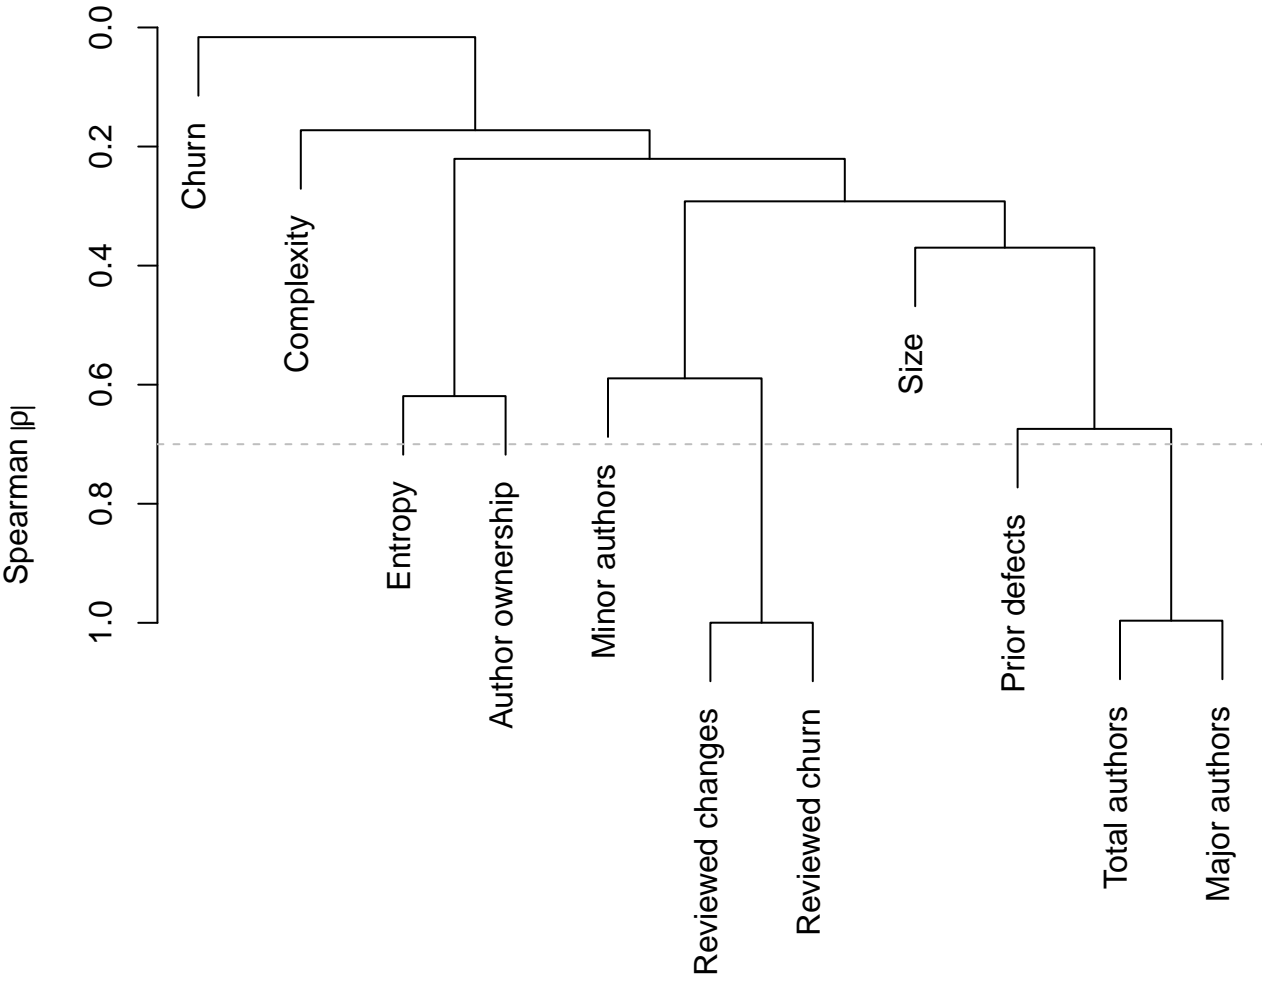 Spearman |ρ|
0.0
0.2
0.4
0.6
0.8
1.0
Churn
Complexity
Entropy
Author ownership
Minor authors
Reviewed changes
Reviewed churn
Size
Prior defects
Total authors
Major authors